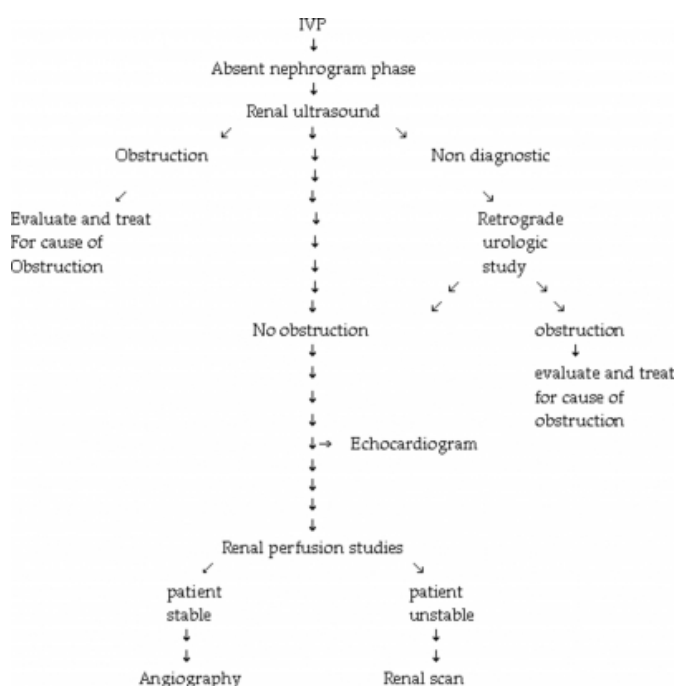 IVP
↓
Absent nephrogram phase
↓
Renal ultrasound
↙ ↓ ↘
Obstruction ↓ Non diagnostic
↓
↙ ↓ ↘
Evaluate and treat ↓ Retrograde
For cause of ↓ urologic
Obstruction ↓ study
↓ ↙ ↘
↓ ↙ ↘
No obstruction obstruction
↓ ↓
↓ evaluate and treat
↓ for cause of
↓ obstruction
↓⇒ Echocardiogram
↓
↓
↓
↓
Renal perfusion studies
↙ ↘
patient patient
stable unstable
↓ ↓
↓ ↓
Angiography Renal scan